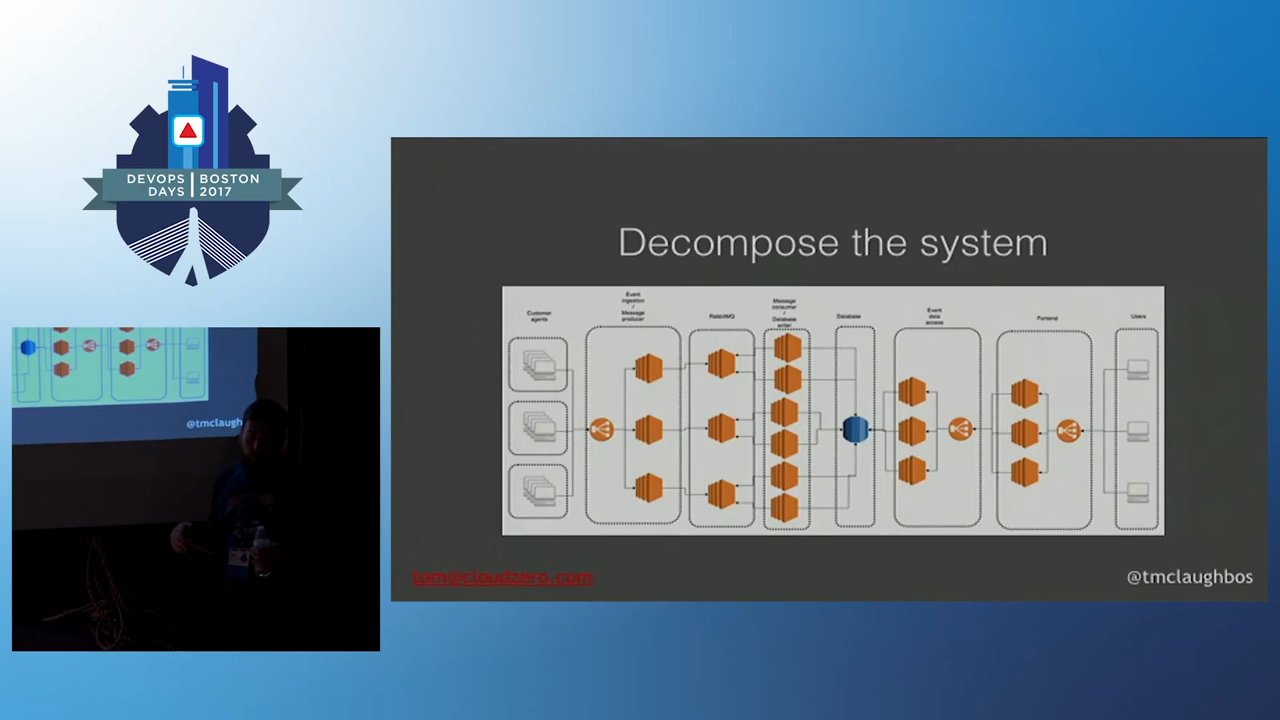 DEVOPS BOSTON
DAYS 2017
@tmclaugh
Decompose the system
Customer
agents
Event
ingestion
/
Message
producer
RabbitMQ
Message
consumer
/
Database
writer
Database
Event
data
access
Fontend
Users
tom@cloudzero.com
@tmclaughbos